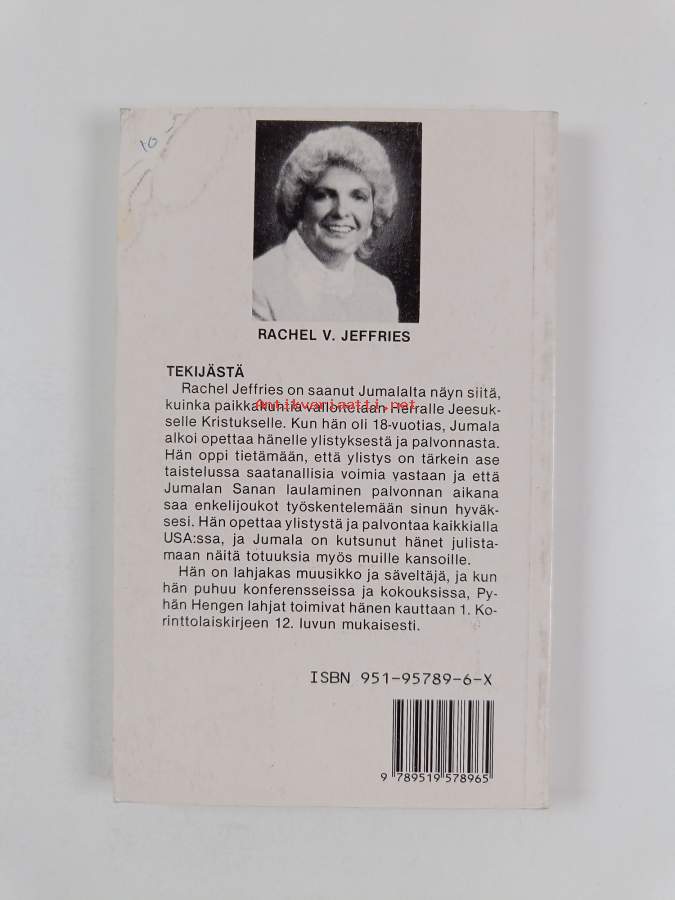 10
RACHEL V. JEFFRIES
TEKIJÄSTÄ
Rachel Jeffries on saanut Jumalalta näyn siitä,
kuinka paikkakuntia valloitetaan Herralle Jeesuk-
selle Kristukselle. Kun hän oli 18-vuotias, Jumala
alkoi opettaa hänelle ylistyksestä ja palvonnasta.
Hän oppi tietämään, että ylistys on tärkein ase
taistelussa saatanallisia voimia vastaan ja että
Jumalan Sanan laulaminen palvonnan aikana
saa enkelijoukot työskentelemään sinun hyväk-
sesi. Hän opettaa ylistystä ja palvontaa kaikkialla
USA:ssa, ja Jumala on kutsunut hänet julista-
maan näitä totuuksia myös muille kansoille.
Hän on lahjakas muusikko ja säveltäjä, ja kun
hän puhuu konferensseissa ja kokouksissa, Py-
hän Hengen lahjat toimivat hänen kauttaan 1. Ko-
rinttolaiskirjeen 12. luvun mukaisesti.
ISBN 951-95789-6-X
9 789519 578965
Antikvariaatti.net